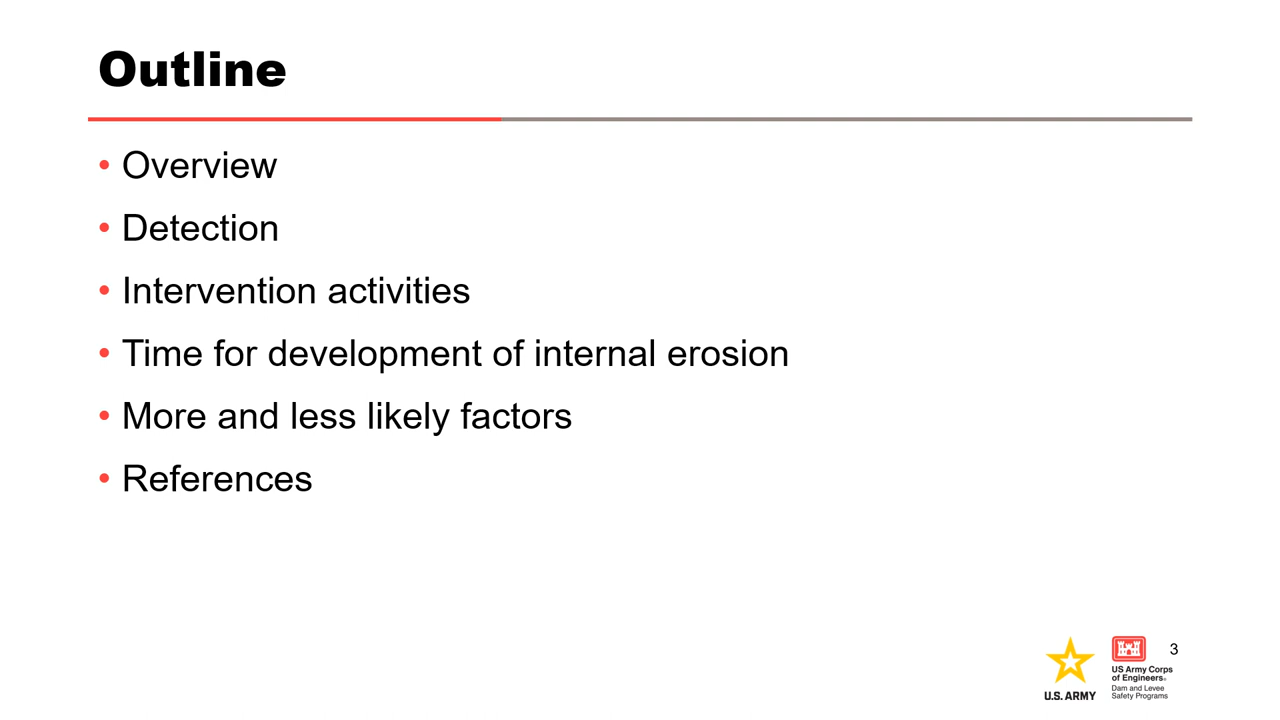 Outline
• Overview
• Detection
• Intervention activities
• Time for development of internal erosion
• More and less likely factors
• References
3
U.S. ARMY
US Army Corps
of Engineers®
Dam and Levee
Safety Programs